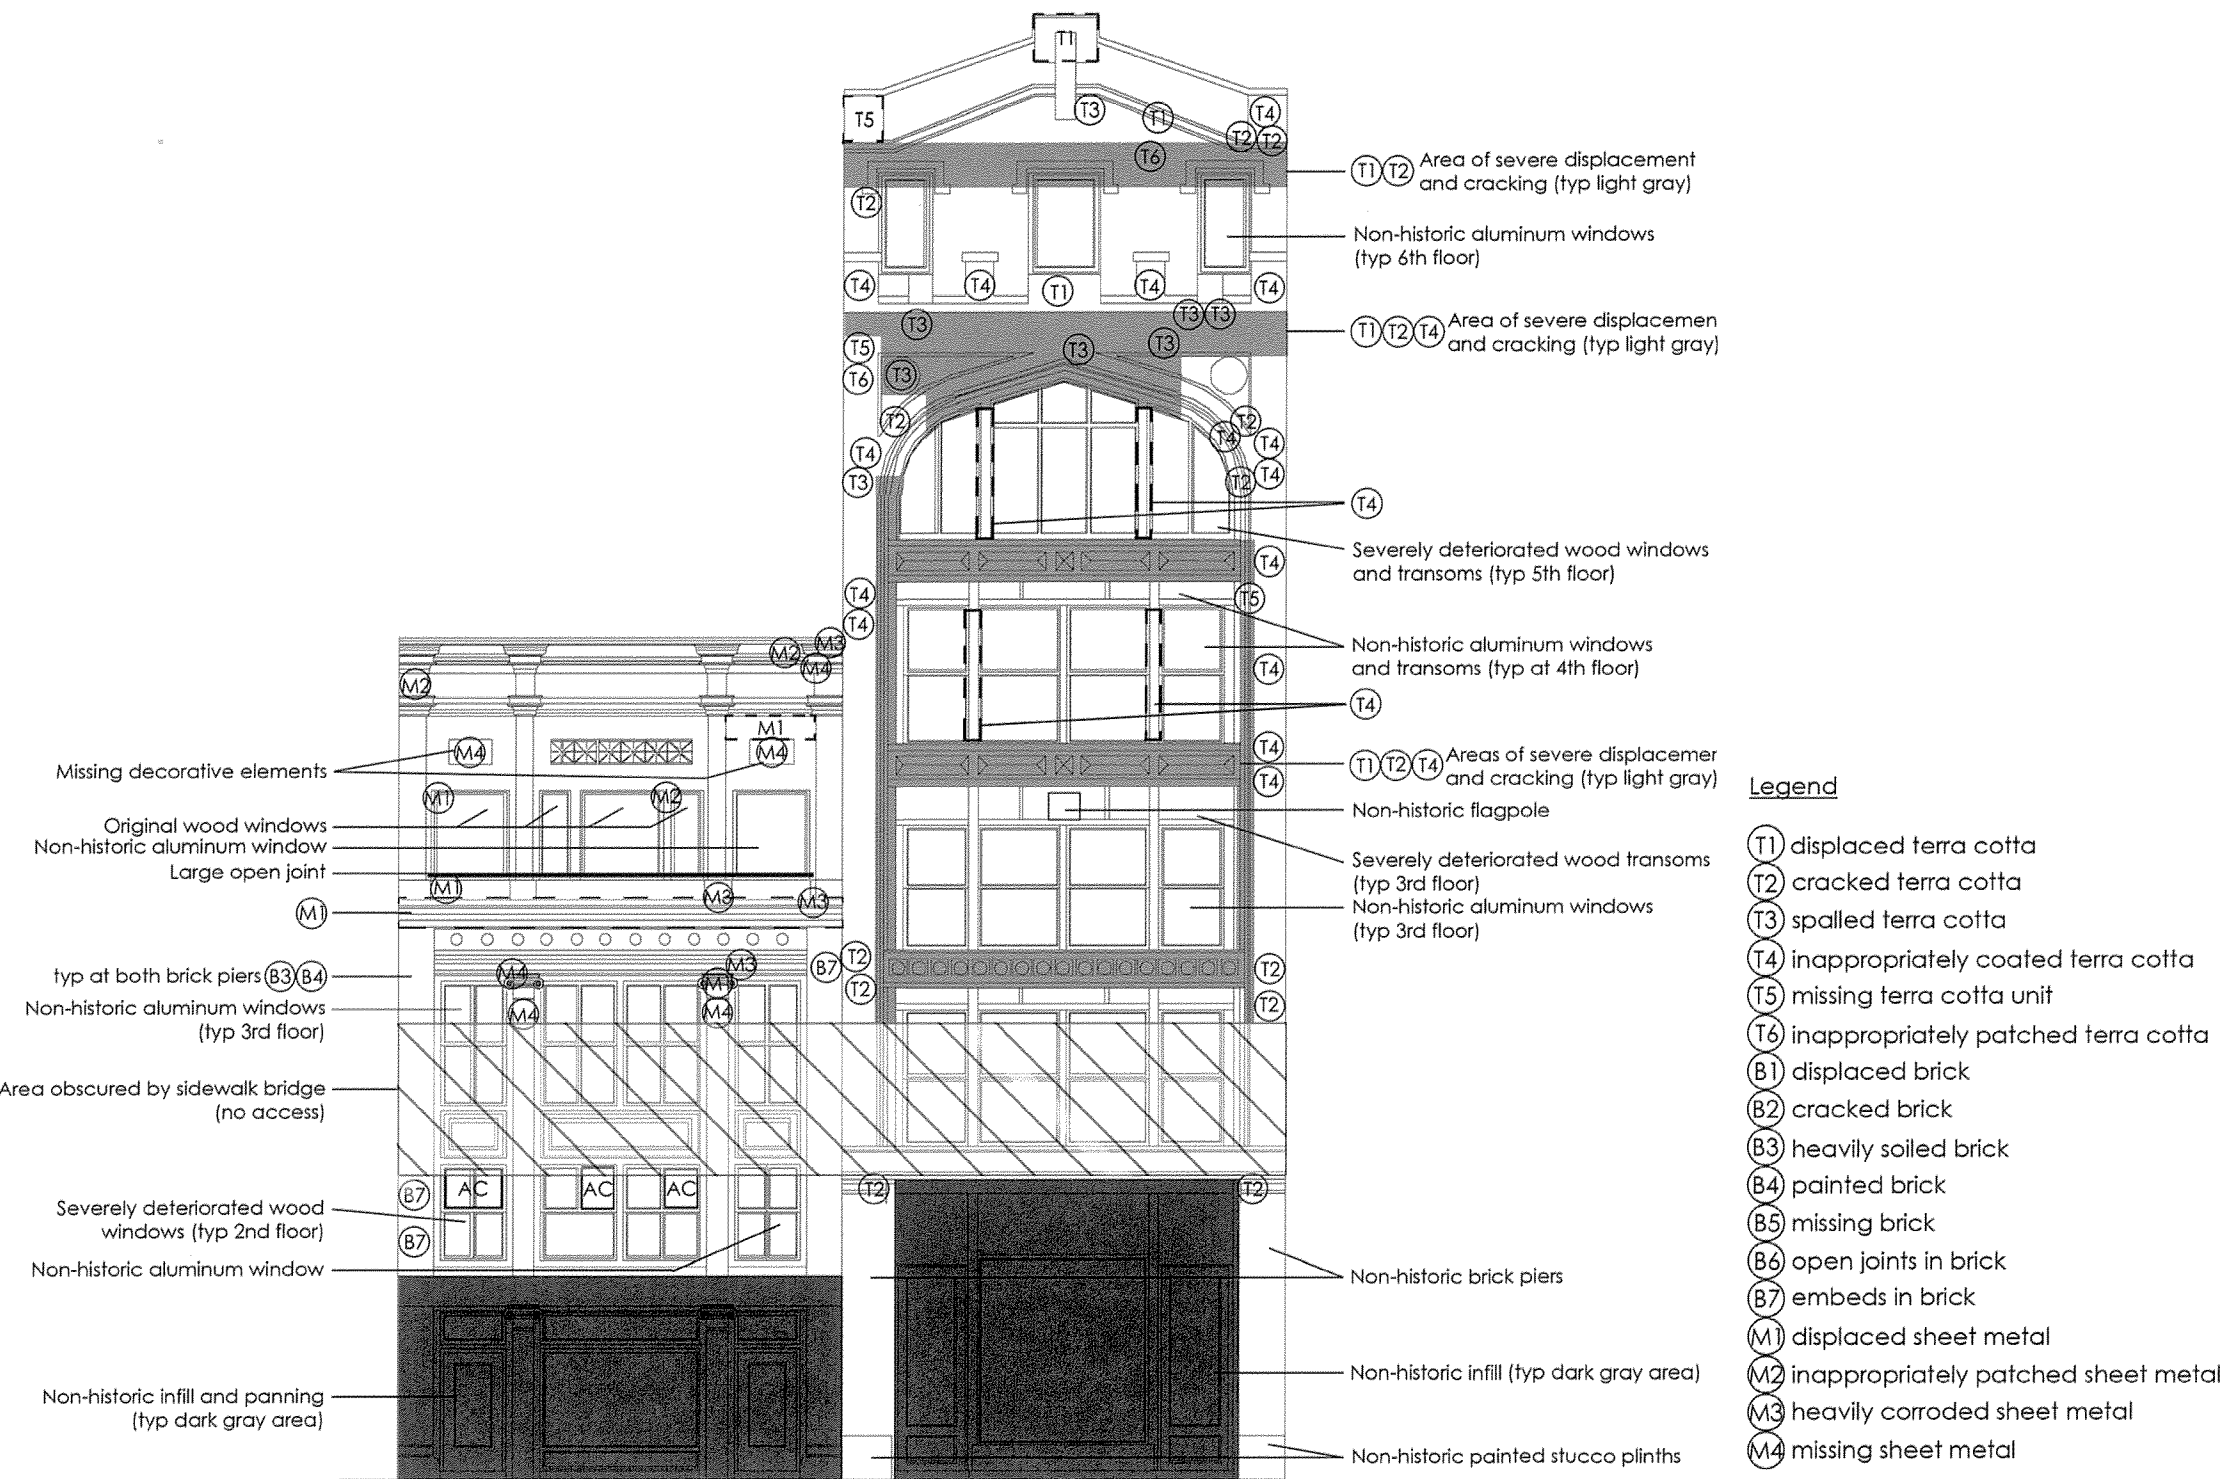 T1
T3
T1
T4
T5
T2
T2
T6
T1 T2 Area of severe displacement
and cracking (typ light gray)
T2
Non-historic aluminum windows
(typ 6th floor)
T4
T4
T1
T4
T4
T3
T3 T3
T1 T2 T4 Area of severe displacemen
and cracking (typ light gray)
T5
T3
T3
T6
T3
T2
T2
T4
T4
T4
T3
T2
T4
T4
Severely deteriorated wood windows
and transoms (typ 5th floor)
T4
T4
T5
T4
Non-historic aluminum windows
and transoms (typ at 4th floor)
T4
T4
T4
T1 T2 T4 Areas of severe displacemer
and cracking (typ light gray)
T4
Non-historic flagpole
Severely deteriorated wood transoms
(typ 3rd floor)
Non-historic aluminum windows
(typ 3rd floor)
T2
T2
T2
T2
T2
T2
Non-historic brick piers
Non-historic infill (typ dark gray area)
Non-historic painted stucco plinths
M3
M2
M4
M2
M1
M4
M4
Missing decorative elements
M1
M2
Original wood windows
Non-historic aluminum window
Large open joint
M1
M3
M3
M1
typ at both brick piers B3 B4
M4
M3
M1
B7
Non-historic aluminum windows
(typ 3rd floor)
M4
M4
Area obscured by sidewalk bridge
(no access)
B7
AC
AC
AC
Severely deteriorated wood
windows (typ 2nd floor)
B7
Non-historic aluminum window
Non-historic infill and panning
(typ dark gray area)
Legend
T1 displaced terra cotta
T2 cracked terra cotta
T3 spalled terra cotta
T4 inappropriately coated terra cotta
T5 missing terra cotta unit
T6 inappropriately patched terra cotta
B1 displaced brick
B2 cracked brick
B3 heavily soiled brick
B4 painted brick
B5 missing brick
B6 open joints in brick
B7 embeds in brick
M1 displaced sheet metal
M2 inappropriately patched sheet metal
M3 heavily corroded sheet metal
M4 missing sheet metal